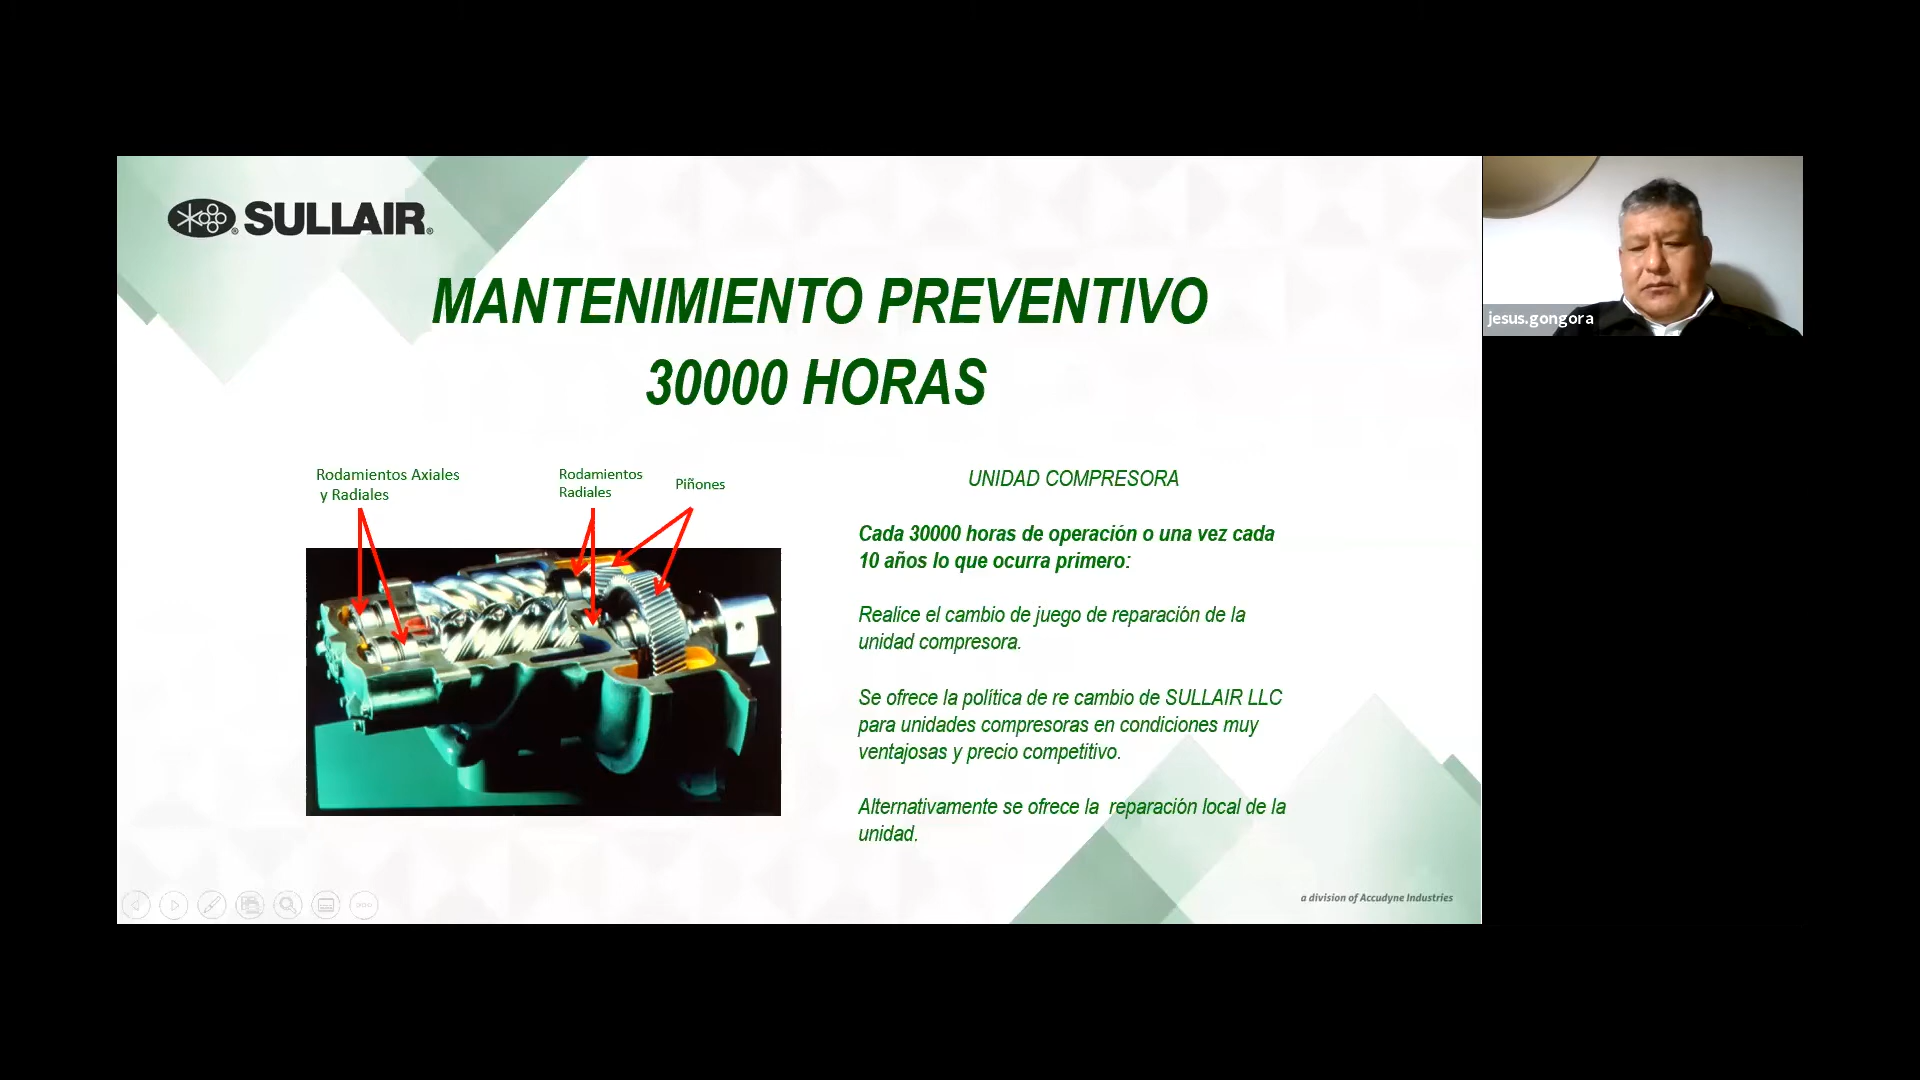 SULLAIR
MANTENIMIENTO PREVENTIVO
30000 HORAS
Rodamientos Axiales
y Radiales
Rodamientos
Radiales
Piñones
UNIDAD COMPRESORA
Cada 30000 horas de operación o una vez cada
10 años lo que ocurra primero:
Realice el cambio de juego de reparación de la
unidad compresora.
Se ofrece la política de re cambio de SULLAIR LLC
para unidades compresoras en condiciones muy
ventajosas y precio competitivo.
Alternativamente se ofrece la reparación local de la
unidad.
a division of Accudyne Industries
jesus.gongora